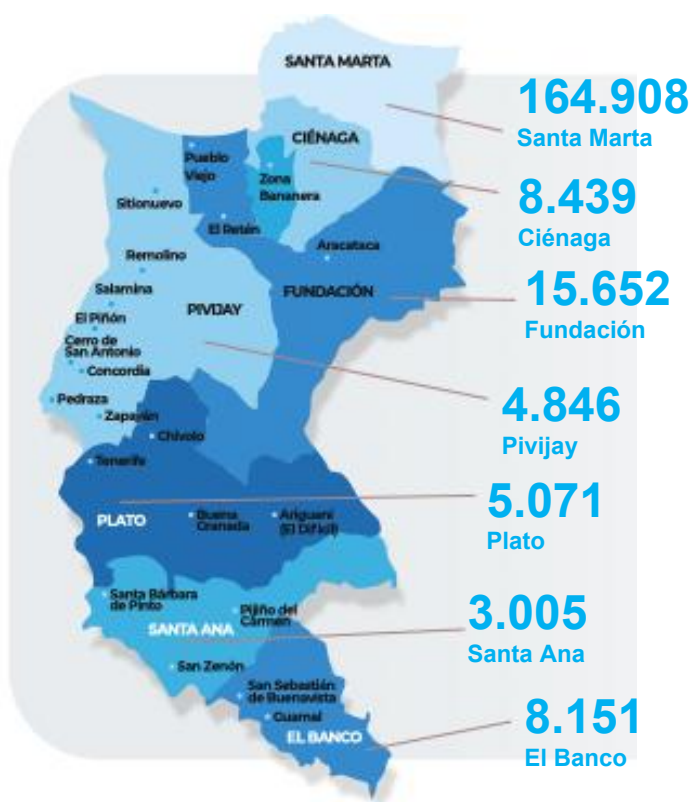 SANTA MARTA
164.908
Santa Marta
CIÉNAGA
Pueblo
Viejo
Zona
Bananera
8.439
Ciénaga
Sitionuevo
El Retén
Aracataca
Remolino
FUNDACIÓN
15.652
Fundación
Salamina
PIVIJAY
El Piñón
Cerro de
San Antonio
Concordia
Pedraza
Zapayán
4.846
Pivijay
Chivolo
Tenerife
PLATO
Buena
Granada
Ariguaní
(El Difícil)
5.071
Plato
Santa Bárbara
de Pinto
Pijiño del
Carmen
SANTA ANA
3.005
Santa Ana
San Zenón
San Sebastián
de Buenavista
Guamal
EL BANCO
8.151
El Banco